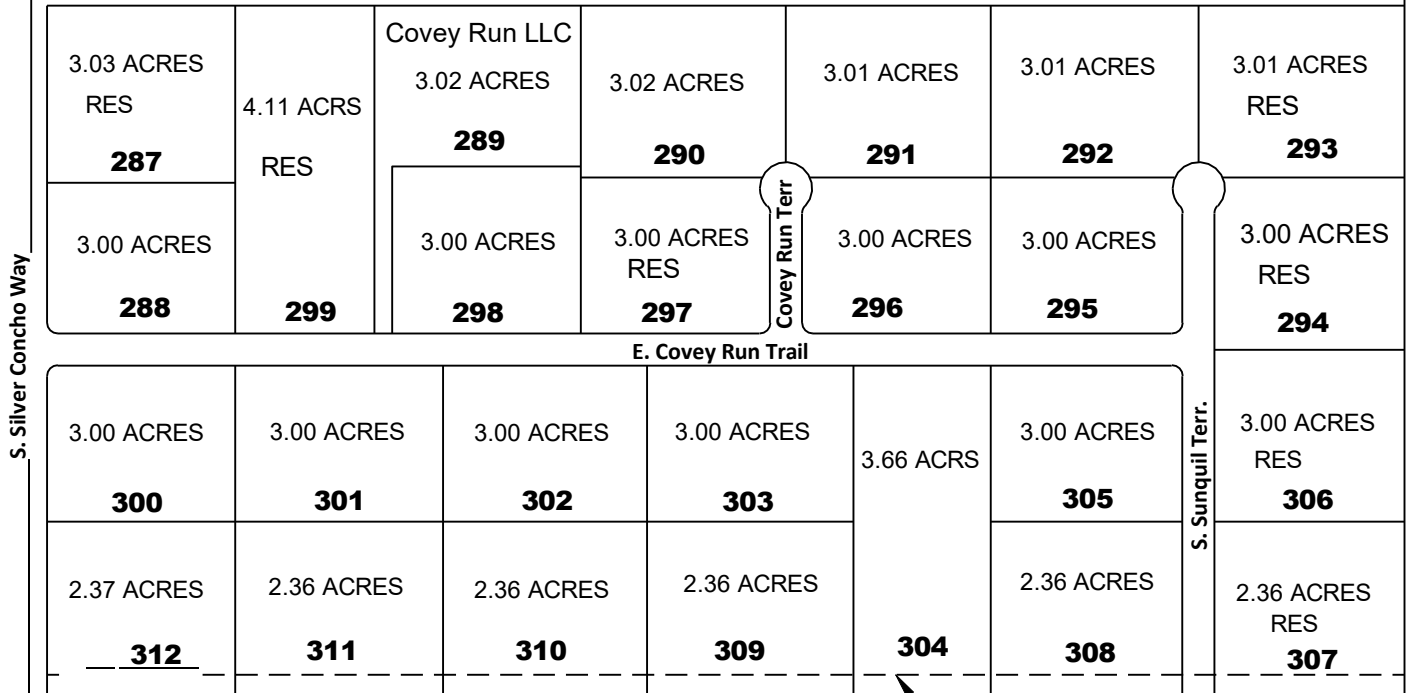 Covey Run LLC
3.03 ACRES
RES
287
4.11 ACRS
RES
299
3.02 ACRES
289
3.02 ACRES
290
3.01 ACRES
291
3.01 ACRES
292
3.01 ACRES
RES
293
3.00 ACRES
288
3.00 ACRES
298
3.00 ACRES
RES
297
Covey Run Terr
3.00 ACRES
296
3.00 ACRES
295
3.00 ACRES
RES
294
S. Silver Concho Way
E. Covey Run Trail
3.00 ACRES
300
3.00 ACRES
301
3.00 ACRES
302
3.00 ACRES
303
3.66 ACRS
304
3.00 ACRES
305
S. Sunquil Terr.
3.00 ACRES
RES
306
2.37 ACRES
312
2.36 ACRES
311
2.36 ACRES
310
2.36 ACRES
309
2.36 ACRES
308
2.36 ACRES
RES
307